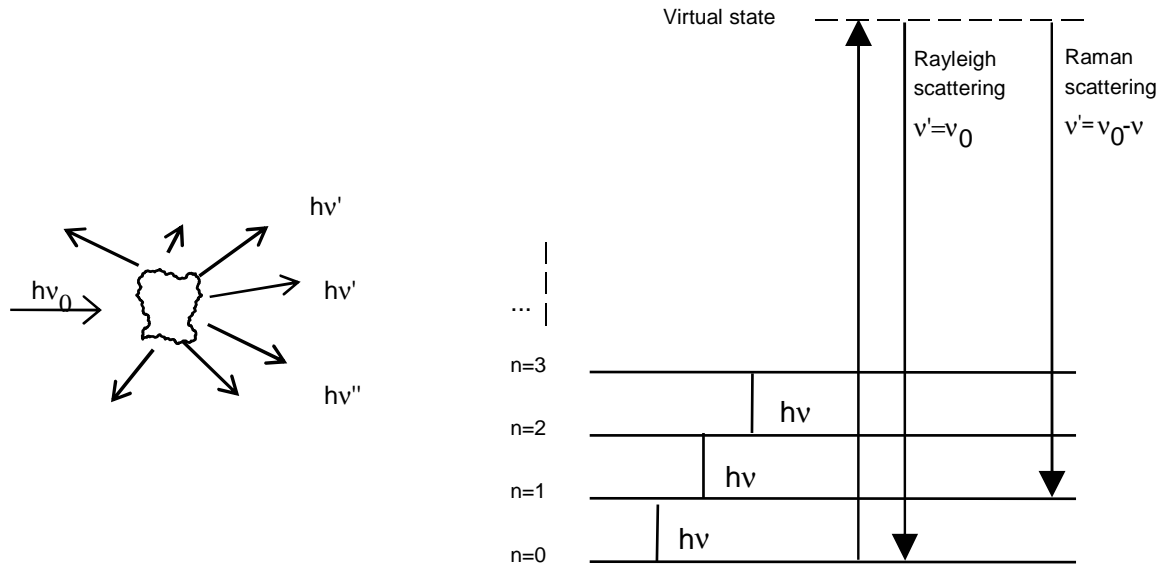 Virtual state
Rayleigh
scattering
ν'=ν0
Raman
scattering
ν'=ν0-ν
hν'
hν0
hν'
hν''
...
n=3
hν
n=2
hν
n=1
hν
n=0